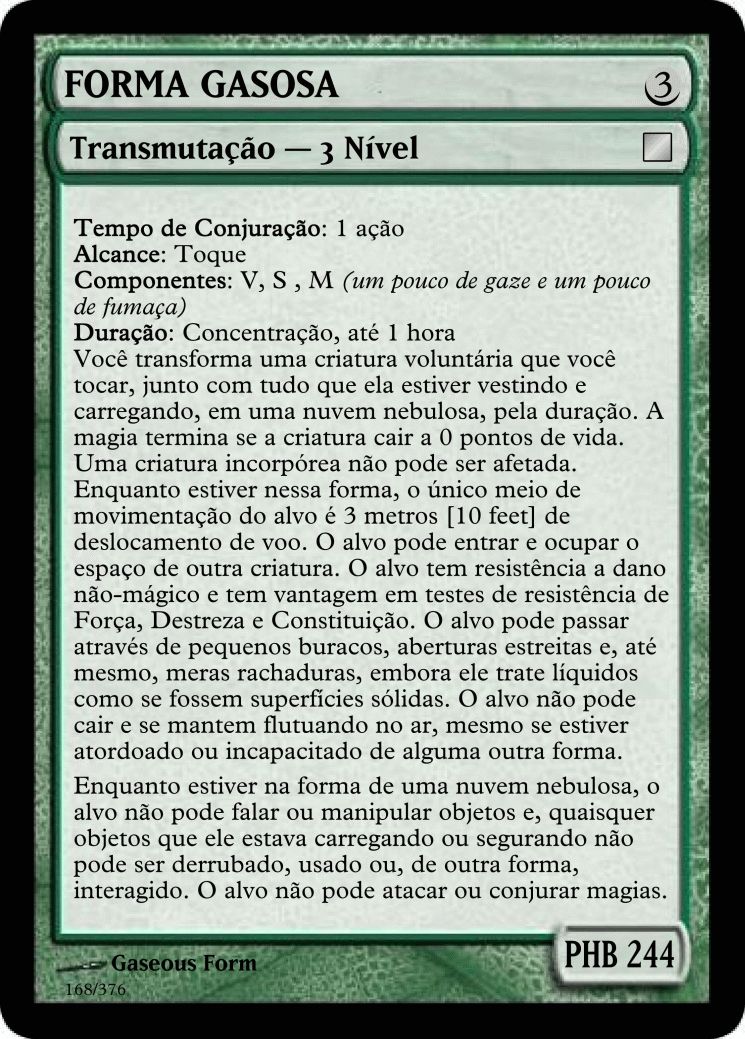 FORMA GASOSA 3
Transmutação — 3 Nível
Tempo de Conjuração: 1 ação
Alcance: Toque
Componentes: V, S , M (um pouco de gaze e um pouco
de fumaça)
Duração: Concentração, até 1 hora
Você transforma uma criatura voluntária que você
tocar, junto com tudo que ela estiver vestindo e
carregando, em uma nuvem nebulosa, pela duração. A
magia termina se a criatura cair a 0 pontos de vida.
Uma criatura incorpórea não pode ser afetada.
Enquanto estiver nessa forma, o único meio de
movimentação do alvo é 3 metros [10 feet] de
deslocamento de voo. O alvo pode entrar e ocupar o
espaço de outra criatura. O alvo tem resistência a dano
não-mágico e tem vantagem em testes de resistência de
Força, Destreza e Constituição. O alvo pode passar
através de pequenos buracos, aberturas estreitas e, até
mesmo, meras rachaduras, embora ele trate líquidos
como se fossem superfícies sólidas. O alvo não pode
cair e se mantem flutuando no ar, mesmo se estiver
atordoado ou incapacitado de alguma outra forma.
Enquanto estiver na forma de uma nuvem nebulosa, o
alvo não pode falar ou manipular objetos e, quaisquer
objetos que ele estava carregando ou segurando não
pode ser derrubado, usado ou, de outra forma,
interagido. O alvo não pode atacar ou conjurar magias.
PHB 244
Gaseous Form
168/376